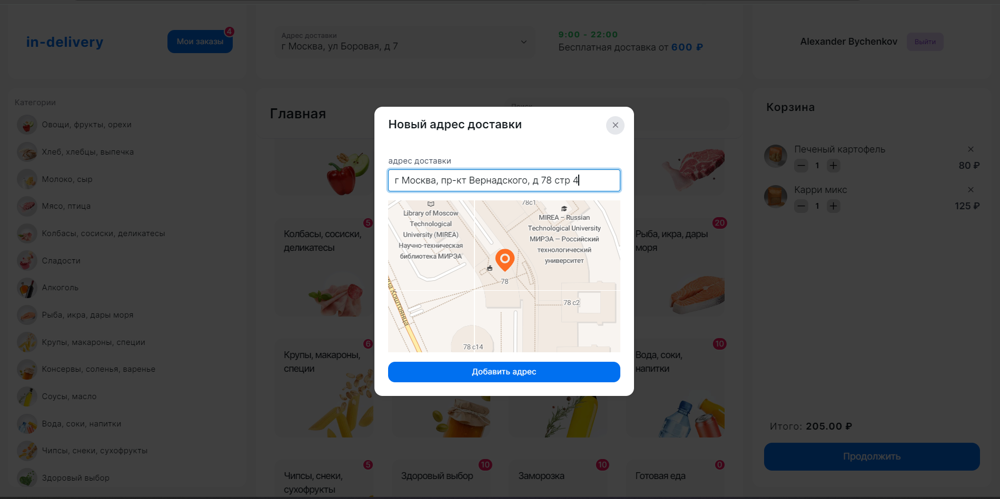 in-delivery
Мои заказы
4
Адрес доставки
г Москва, ул Боровая, д 7
9:00 - 22:00
Бесплатная доставка от 600 ₽
Alexander Bychenkov
Выйти
Категории
Овощи, фрукты, орехи
Хлеб, хлебцы, выпечка
Молоко, сыр
Мясо, птица
Колбасы, сосиски, деликатесы
Сладости
Алкоголь
Рыба, икра, дары моря
Крупы, макароны, специи
Консервы, соленья, варенье
Соусы, масло
Вода, соки, напитки
Чипсы, снеки, сухофрукты
Здоровый выбор
Главная
Поиск
5
Колбасы, сосиски,
деликатесы
20
Рыба, икра, дары
моря
6
Крупы, макароны,
специи
10
Вода, соки,
напитки
5
Чипсы, снеки,
сухофрукты
10
Здоровый выбор
10
Заморозка
0
Готовая еда
Новый адрес доставки
адрес доставки
г Москва, пр-кт Вернадского, д 78 стр 4
78с1
Library of Moscow
Technological
University (MIREA)
Научно-техническая
библиотека МИРЭА
MIREA – Russian
Technological University
МИРЭА — Российский
технологический
университет
78
78 с2
ца Коштоянца
78 с14
Добавить адрес
Корзина
Печеный картофель
1
80 ₽
Карри микс
1
125 ₽
Итого: 205.00 ₽
Продолжить